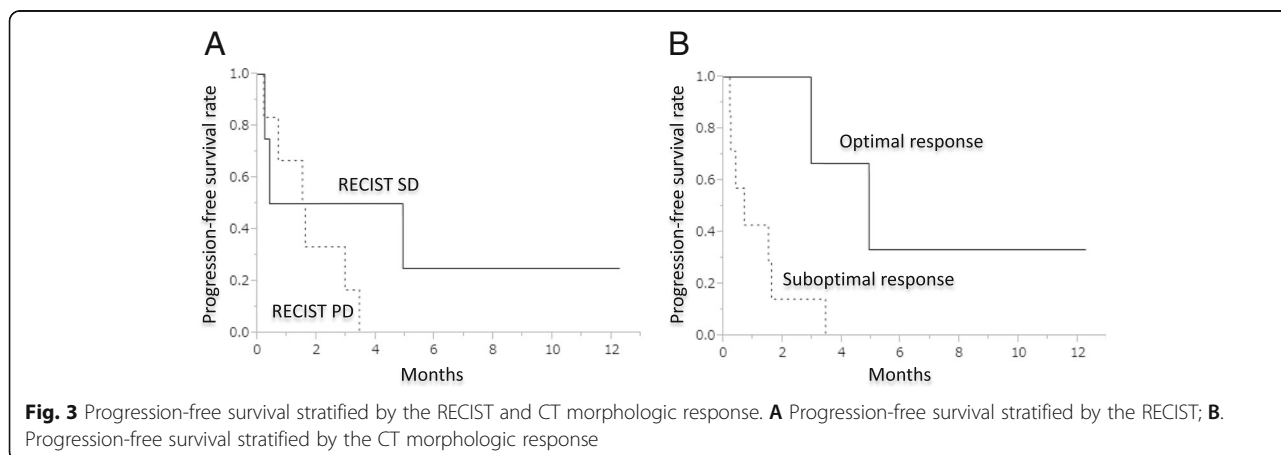 A
Progression-free survival rate
1.0
0.8
0.6
0.4
0.2
0.0
RECIST SD
RECIST PD
0 2 4 6 8 10 12
Months
B
Progression-free survival rate
1.0
0.8
0.6
0.4
0.2
0.0
Optimal response
Suboptimal response
0 2 4 6 8 10 12
Months
Fig. 3 Progression-free survival stratified by the RECIST and CT morphologic response. A Progression-free survival stratified by the RECIST; B.
Progression-free survival stratified by the CT morphologic response